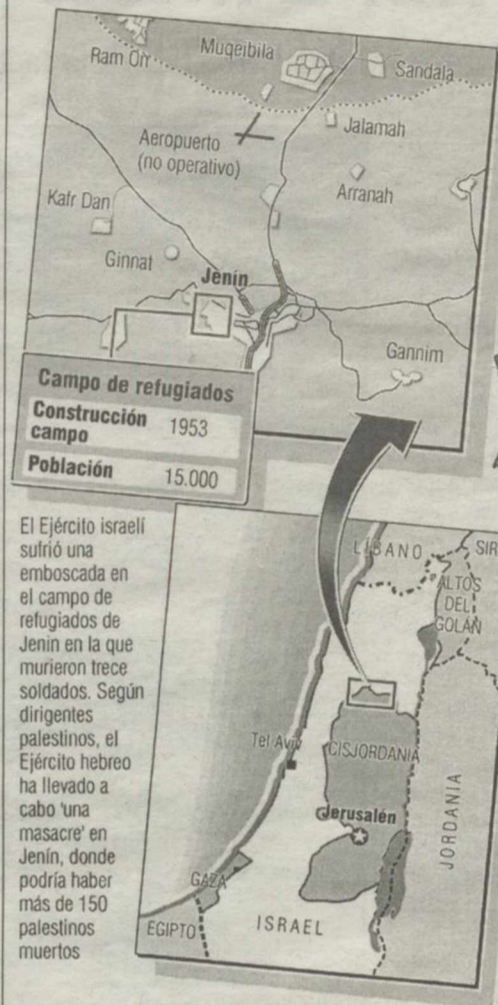 Ram On
Muqeibila
Sandala
Jalamah
Aeropuerto
(no operativo)
Arranah
Kafr Dan
Ginnat
Jenín
Gannim
Campo de refugiados
Construcción campo 1953
Población 15.000
El Ejército israelí
sufrió una
emboscada en
el campo de
refugiados de
Jenin en la que
murieron trece
soldados. Según
dirigentes
palestinos, el
Ejército hebreo
ha llevado a
cabo 'una
masacre' en
Jenín, donde
podría haber
más de 150
palestinos
muertos
LÍBANO
SIR
ALTOS
DEL
GOLÁN
Tel Aviv
CISJORDANIA
Jerusalén
JORDANIA
GAZA
EGIPTO
ISRAEL